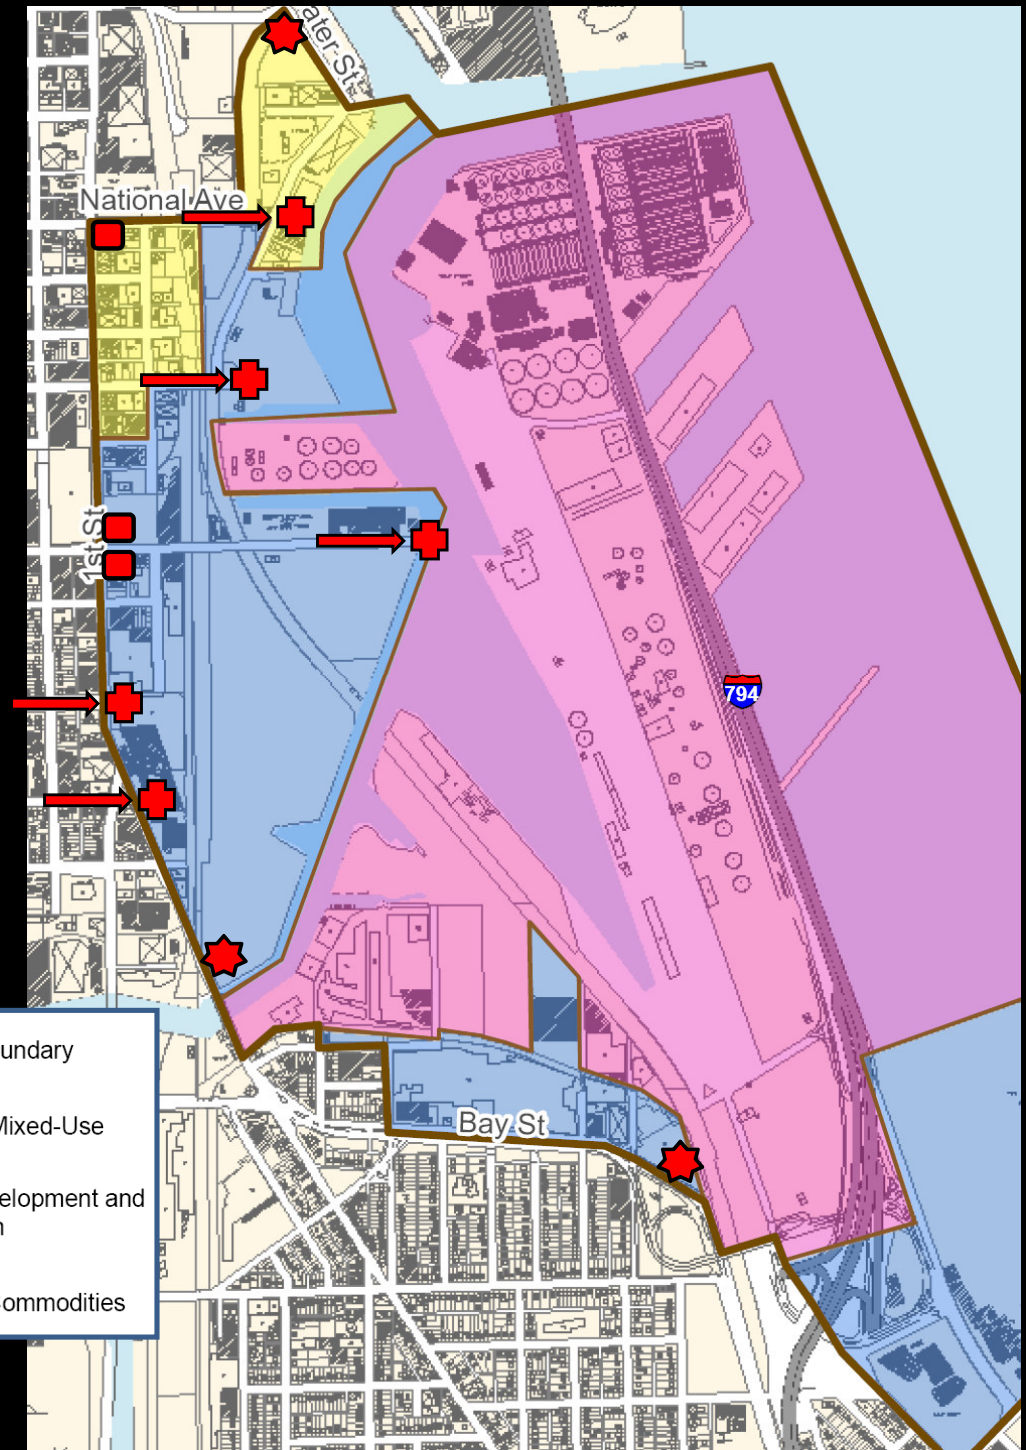 ater St
National Ave
1st St
794
undary
Mixed-Use
elopment and
n
ommodities
Bay St